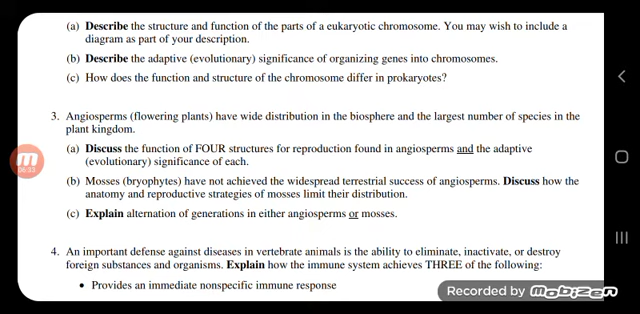 (a) Describe the structure and function of the parts of a eukaryotic chromosome. You may wish to include a
diagram as part of your description.
(b) Describe the adaptive (evolutionary) significance of organizing genes into chromosomes.
(c) How does the function and structure of the chromosome differ in prokaryotes?
3. Angiosperms (flowering plants) have wide distribution in the biosphere and the largest number of species in the
plant kingdom.
(a) Discuss the function of FOUR structures for reproduction found in angiosperms and the adaptive
(evolutionary) significance of each.
(b) Mosses (bryophytes) have not achieved the widespread terrestrial success of angiosperms. Discuss how the
anatomy and reproductive strategies of mosses limit their distribution.
(c) Explain alternation of generations in either angiosperms or mosses.
4. An important defense against diseases in vertebrate animals is the ability to eliminate, inactivate, or destroy
foreign substances and organisms. Explain how the immune system achieves THREE of the following:
• Provides an immediate nonspecific immune response
Recorded by Mobizen